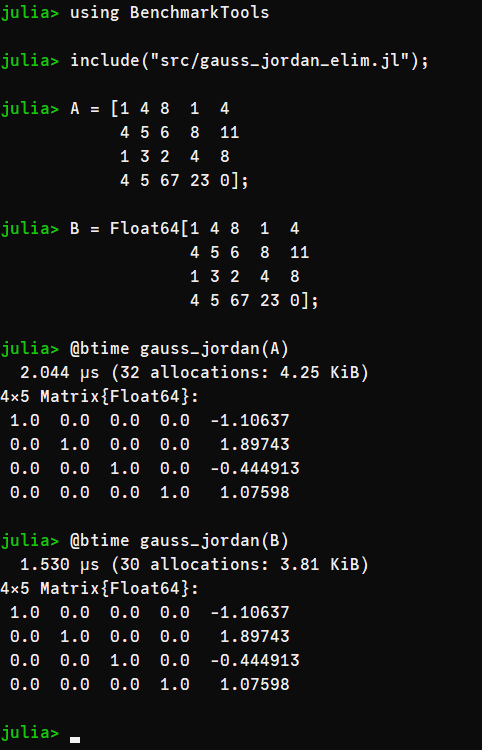 julia> using BenchmarkTools
julia> include("src/gauss_jordan_elim.jl");
julia> A = [1 4 8  1  4
            4 5 6  8  11
            1 3 2  4  8
            4 5 67 23 0];
julia> B = Float64[1 4 8  1  4
                   4 5 6  8  11
                   1 3 2  4  8
                   4 5 67 23 0];
julia> @btime gauss_jordan(A)
  2.044 μs (32 allocations: 4.25 KiB)
4×5 Matrix{Float64}:
 1.0  0.0  0.0  0.0  -1.10637
 0.0  1.0  0.0  0.0   1.89743
 0.0  0.0  1.0  0.0  -0.444913
 0.0  0.0  0.0  1.0   1.07598
julia> @btime gauss_jordan(B)
  1.530 μs (30 allocations: 3.81 KiB)
4×5 Matrix{Float64}:
 1.0  0.0  0.0  0.0  -1.10637
 0.0  1.0  0.0  0.0   1.89743
 0.0  0.0  1.0  0.0  -0.444913
 0.0  0.0  0.0  1.0   1.07598
julia>